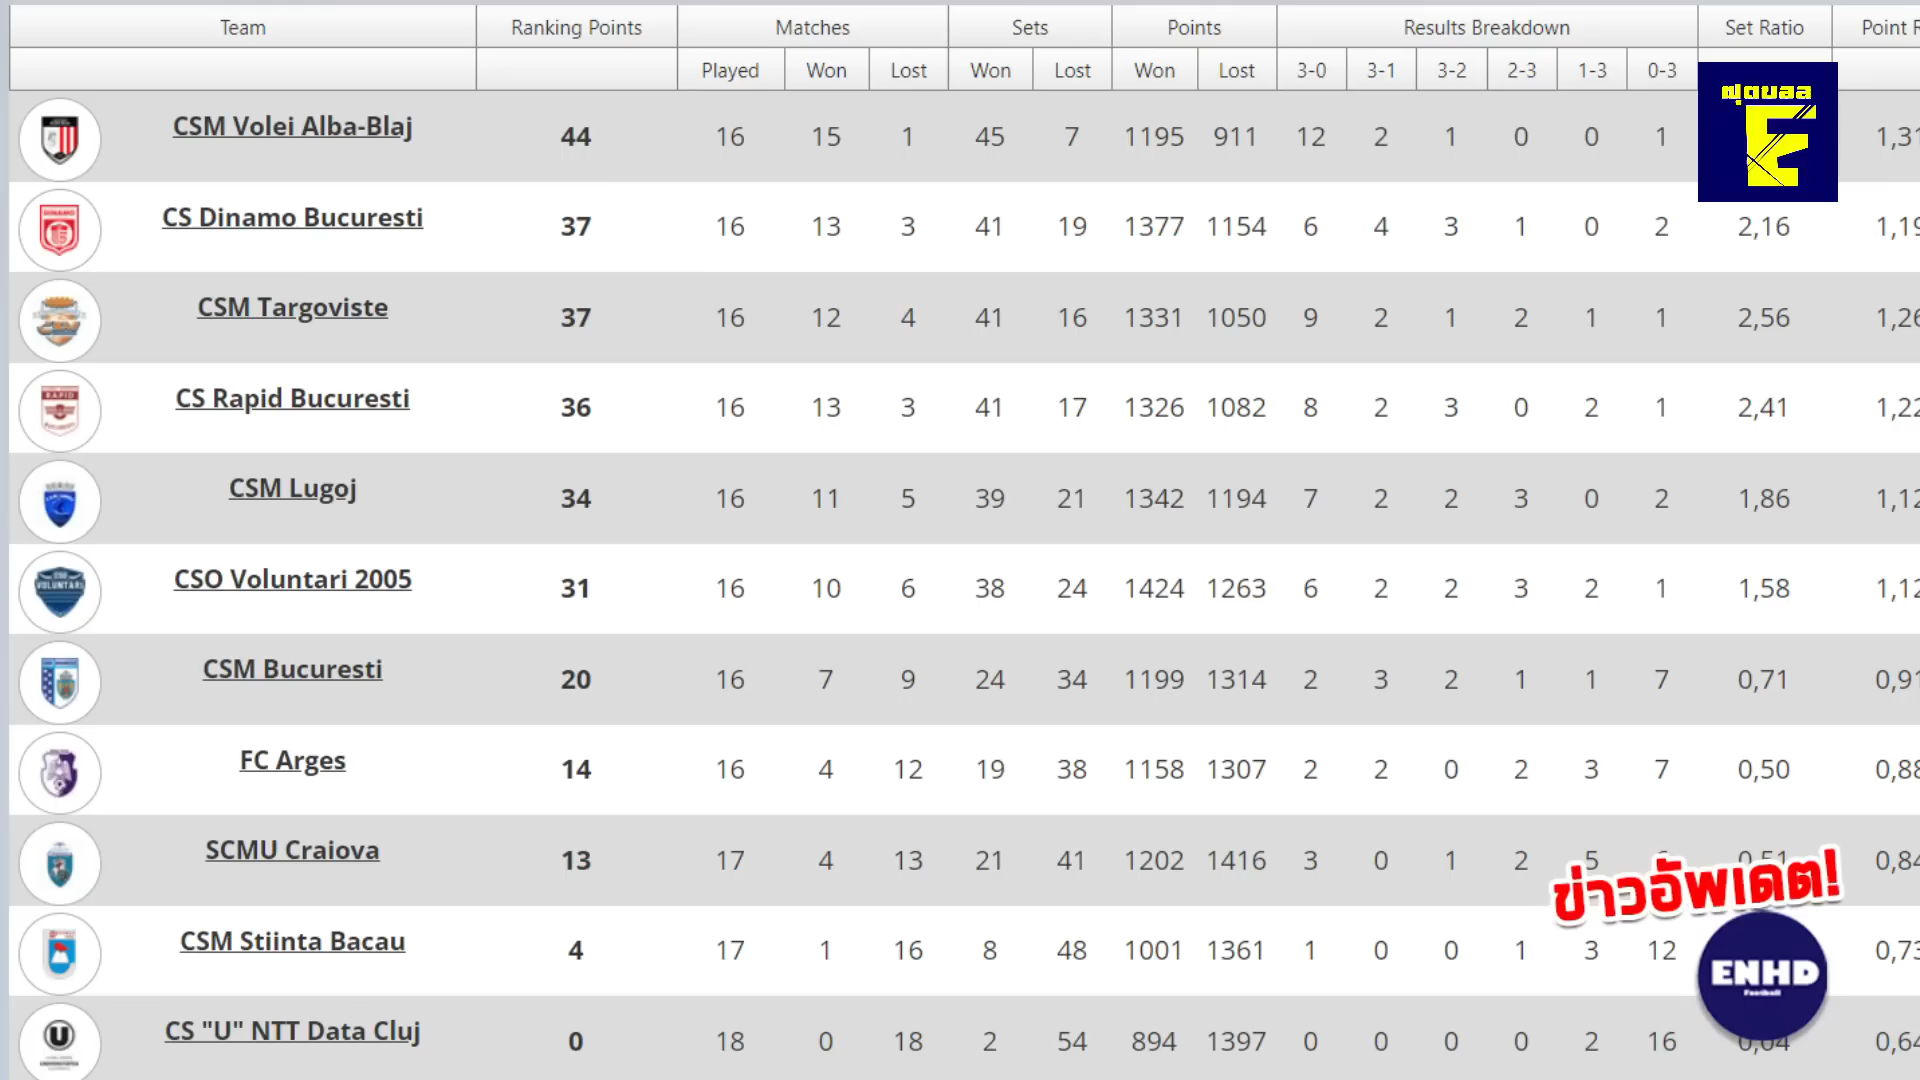 Team Ranking Points Matches Sets Points Results Breakdown Set Ratio Point R
Played Won Lost Won Lost Won Lost 3-0 3-1 3-2 2-3 1-3 0-3
ฟุตบอล
CSM Volei Alba-Blaj 44 16 15 1 45 7 1195 911 12 2 1 0 0 1 1,31
CS Dinamo Bucuresti 37 16 13 3 41 19 1377 1154 6 4 3 1 0 2 2,16 1,19
CSM Targoviste 37 16 12 4 41 16 1331 1050 9 2 1 2 1 1 2,56 1,26
CS Rapid Bucuresti 36 16 13 3 41 17 1326 1082 8 2 3 0 2 1 2,41 1,22
CSM Lugoj 34 16 11 5 39 21 1342 1194 7 2 2 3 0 2 1,86 1,12
CSO Voluntari 2005 31 16 10 6 38 24 1424 1263 6 2 2 3 2 1 1,58 1,12
CSM Bucuresti 20 16 7 9 24 34 1199 1314 2 3 2 1 1 7 0,71 0,91
FC Arges 14 16 4 12 19 38 1158 1307 2 2 0 2 3 7 0,50 0,88
SCMU Craiova 13 17 4 13 21 41 1202 1416 3 0 1 2 5 0,51 0,84
ข่าวอัพเดต!
CSM Stiinta Bacau 4 17 1 16 8 48 1001 1361 1 0 0 1 3 12 0,73
ENHD
Football
CS "U" NTT Data Cluj 0 18 0 18 2 54 894 1397 0 0 0 0 2 16 0,04 0,64